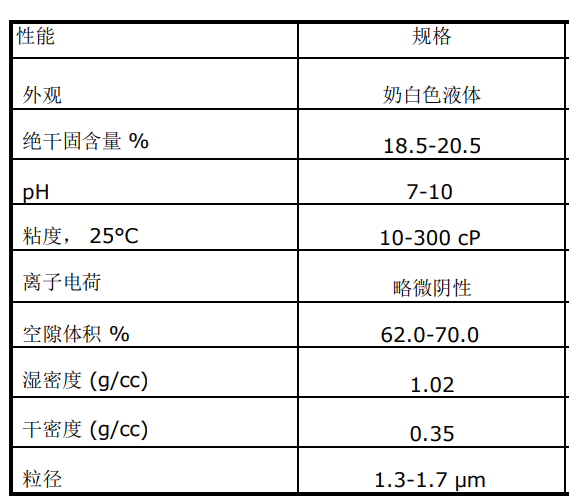 性能 规格
外观 奶白色液体
绝干固含量 % 18.5-20.5
pH 7-10
粘度， 25°C 10-300 cP
离子电荷 略微阴性
空隙体积 % 62.0-70.0
湿密度 (g/cc) 1.02
干密度 (g/cc) 0.35
粒径 1.3-1.7 µm